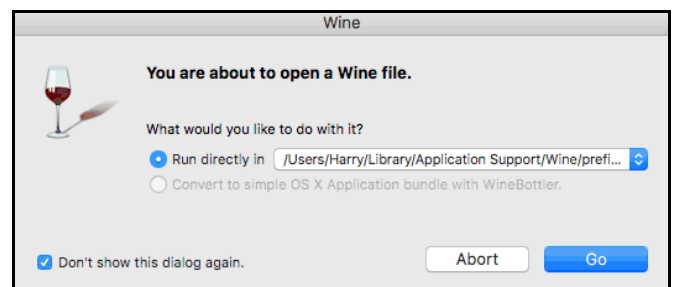 Wine
You are about to open a Wine file.
What would you like to do with it?
Run directly in /Users/Harry/Library/Application Support/Wine/prefi...
Convert to simple OS X Application bundle with WineBottler.
Don't show this dialog again.
Abort
Go